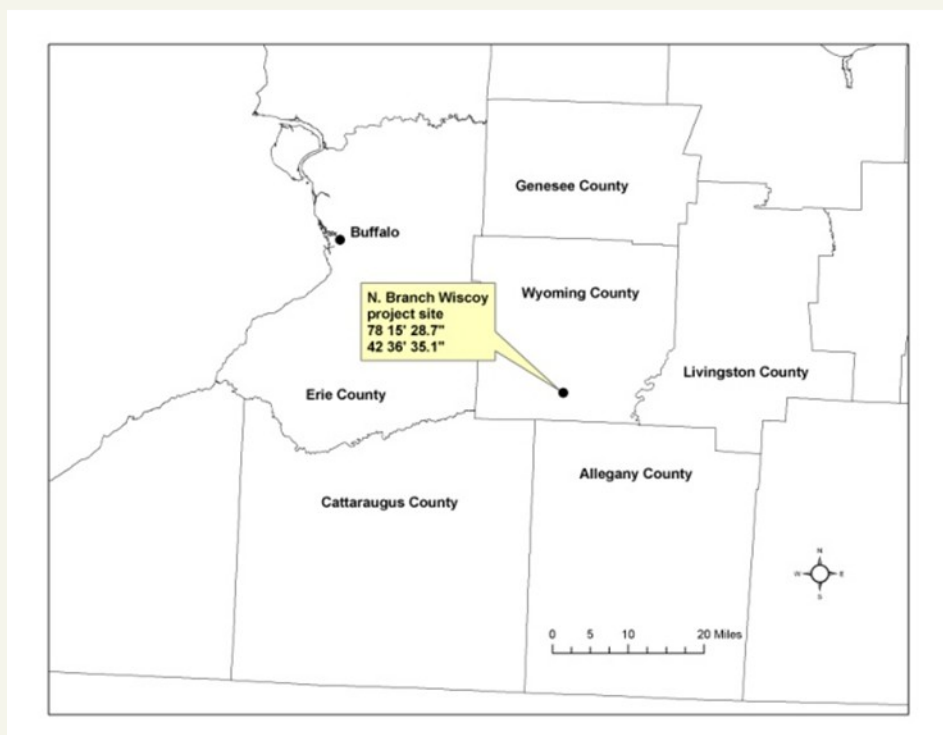 Genesee County
Buffalo
N. Branch Wiscoy
project site
78 15' 28.7"
42 36' 35.1"
Wyoming County
Livingston County
Erie County
Allegany County
Cattaraugus County
N
W E
S
0 5 10 20 Miles